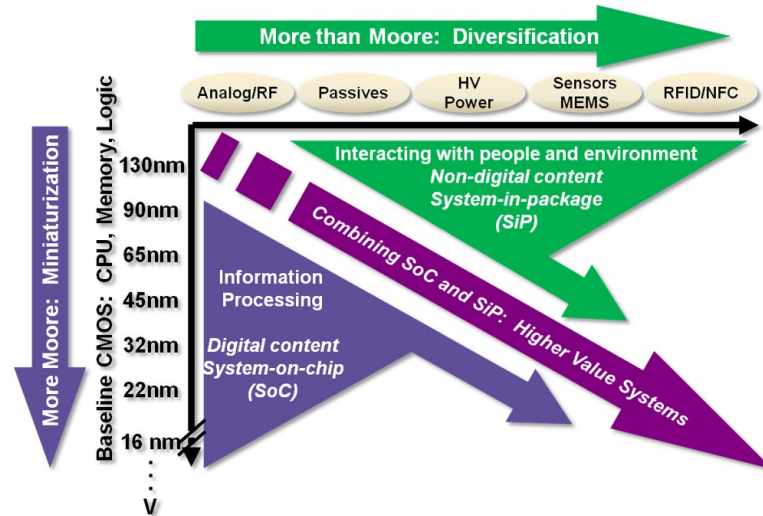 More than Moore: Diversification
Analog/RF
Passives
HV
Power
Sensors
MEMS
RFID/NFC
More Moore: Miniaturization
Baseline CMOS: CPU, Memory, Logic
130nm
90nm
65nm
45nm
32nm
22nm
16 nm
V
Interacting with people and environment
Non-digital content
System-in-package
(SiP)
Combining SoC and SiP: Higher Value Systems
Information
Processing
Digital content
System-on-chip
(SoC)